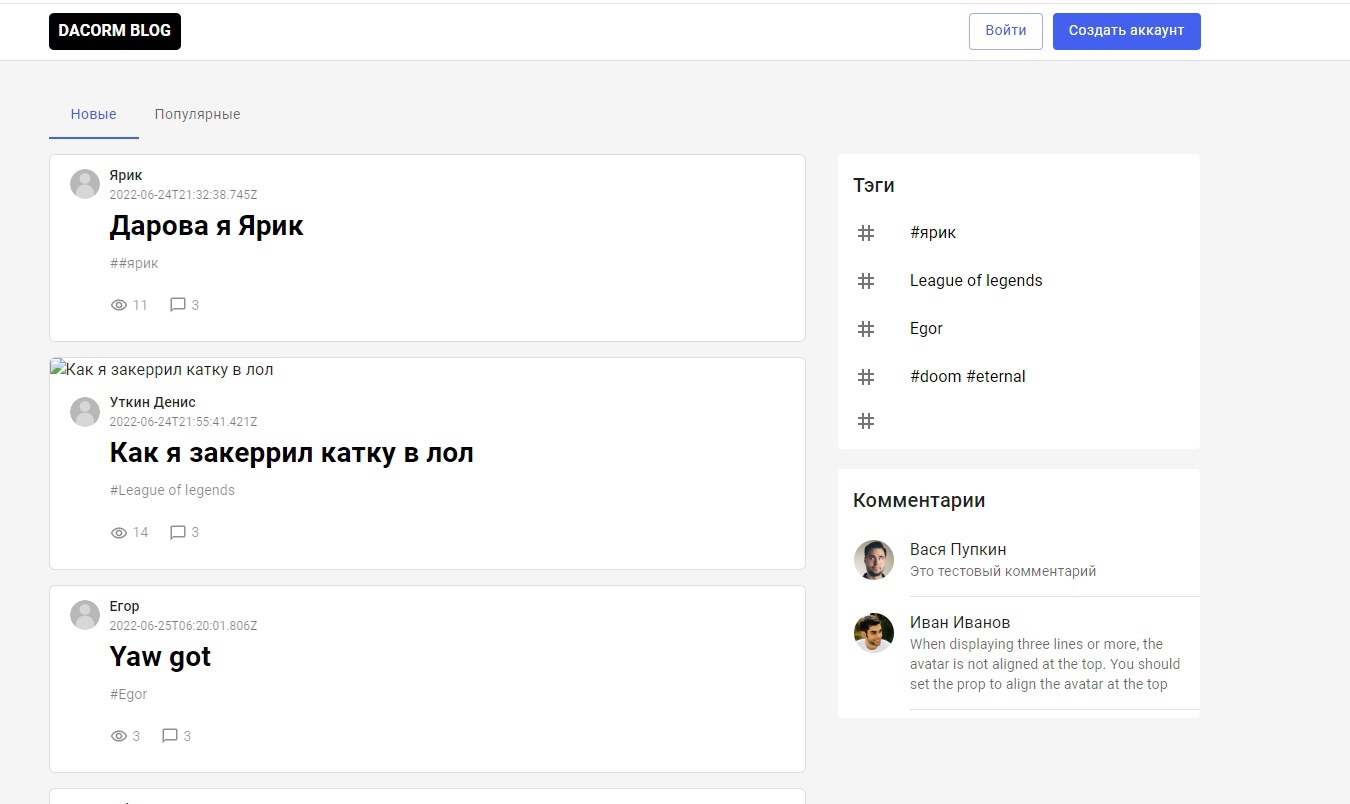 DACORM BLOG
Войти
Создать аккаунт
Новые
Популярные
Ярик
2022-06-24T21:32:38.745Z
Дарова я Ярик
##ярик
11
3
Как я закеррил катку в лол
Уткин Денис
2022-06-24T21:55:41.421Z
Как я закеррил катку в лол
#League of legends
14
3
Егор
2022-06-25T06:20:01.806Z
Yaw got
#Egor
3
3
Тэги
#ярик
League of legends
Egor
#doom #eternal
Комментарии
Вася Пупкин
Это тестовый комментарий
Иван Иванов
When displaying three lines or more, the
avatar is not aligned at the top. You should
set the prop to align the avatar at the top